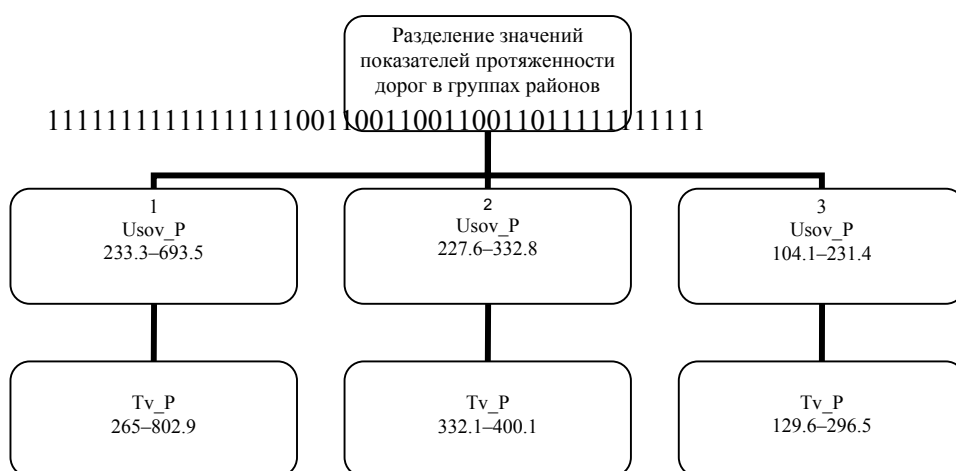 Разделение значений
показателей протяженности
дорог в группах районов
1111111111111111100110011001100110111111111111
1
Usov_P
233.3–693.5
2
Usov_P
227.6–332.8
3
Usov_P
104.1–231.4
Tv_P
265–802.9
Tv_P
332.1–400.1
Tv_P
129.6–296.5